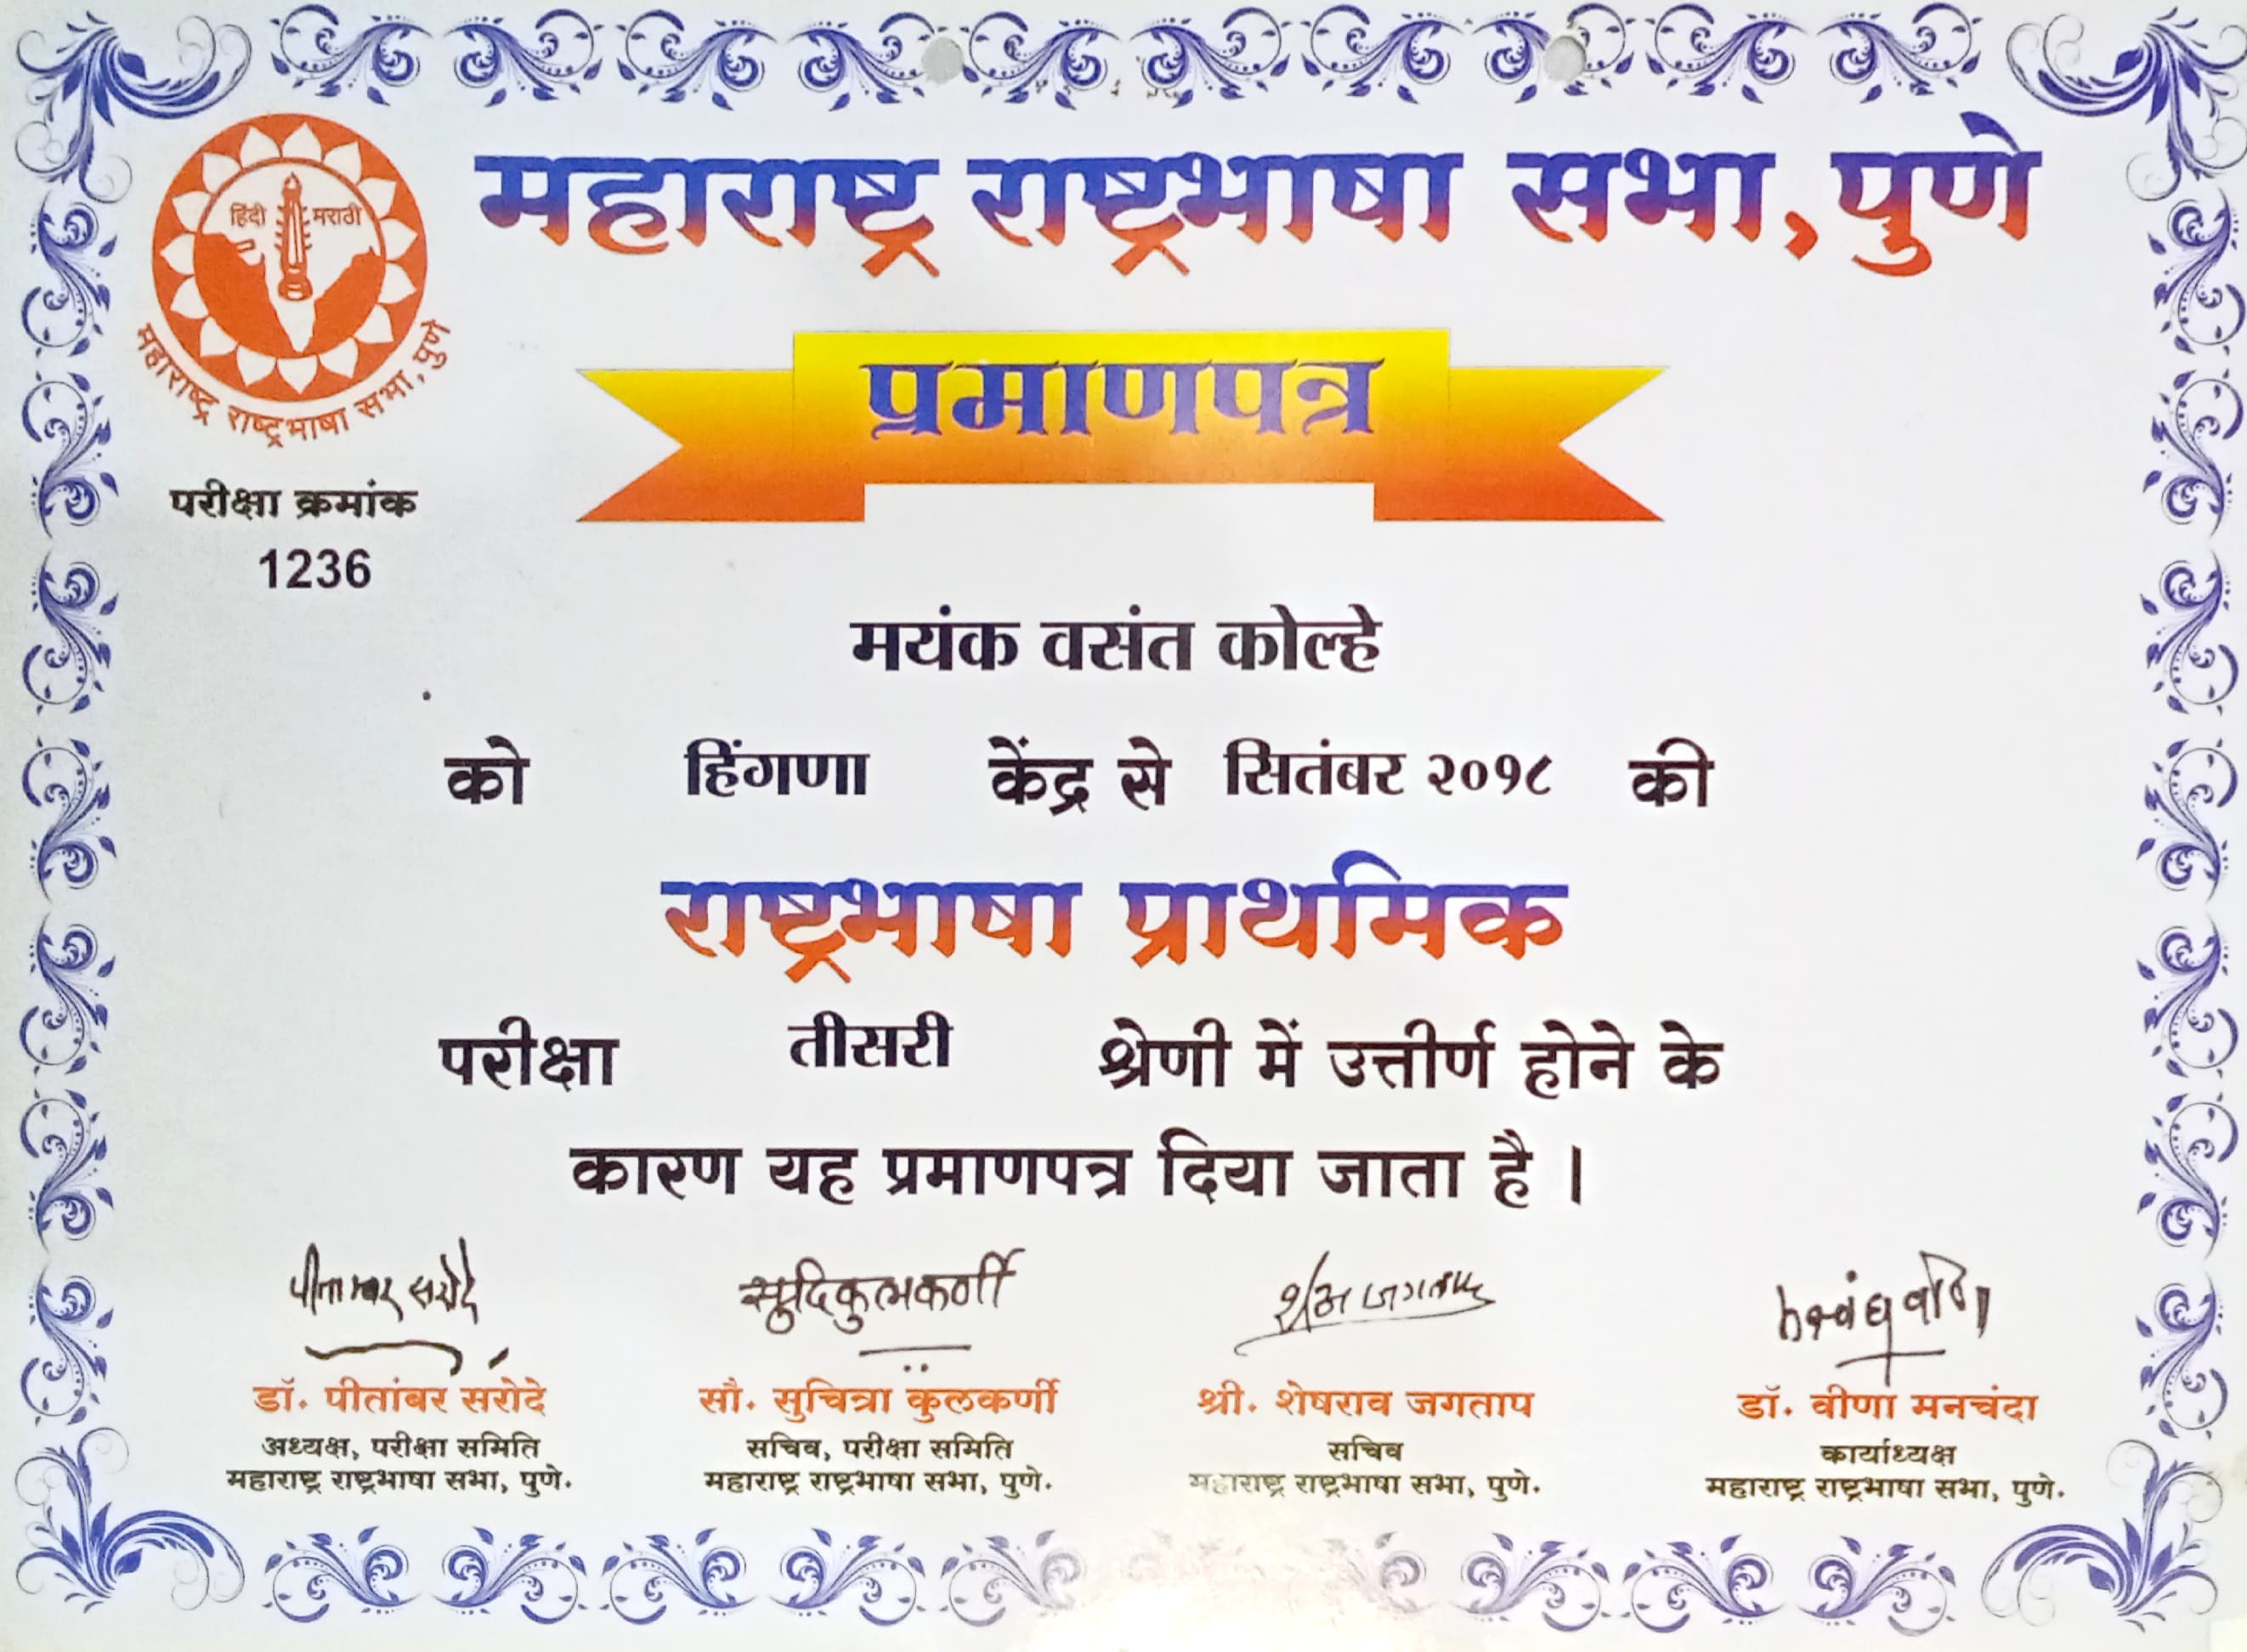 महाराष्ट्र राष्ट्रभाषा सभा, पुणे
हिंदी मराठी
महाराष्ट्र राष्ट्रभाषा सभा, पुणे
प्रमाणपत्र
परीक्षा क्रमांक
1236
मयंक वसंत कोल्हे
को हिंगणा केंद्र से सितंबर २०१८ की
राष्ट्रभाषा प्राथमिक
परीक्षा तीसरी श्रेणी में उत्तीर्ण होने के
कारण यह प्रमाणपत्र दिया जाता है ।
डॉ. पीतांबर सरोदे सौ. सुचित्रा कुलकर्णी श्री. शेषराव जगताप डॉ. वीणा मनचंदा
अध्यक्ष, परीक्षा समिति सचिव, परीक्षा समिति सचिव कार्याध्यक्ष
महाराष्ट्र राष्ट्रभाषा सभा, पुणे. महाराष्ट्र राष्ट्रभाषा सभा, पुणे. महाराष्ट्र राष्ट्रभाषा सभा, पुणे. महाराष्ट्र राष्ट्रभाषा सभा, पुणे.